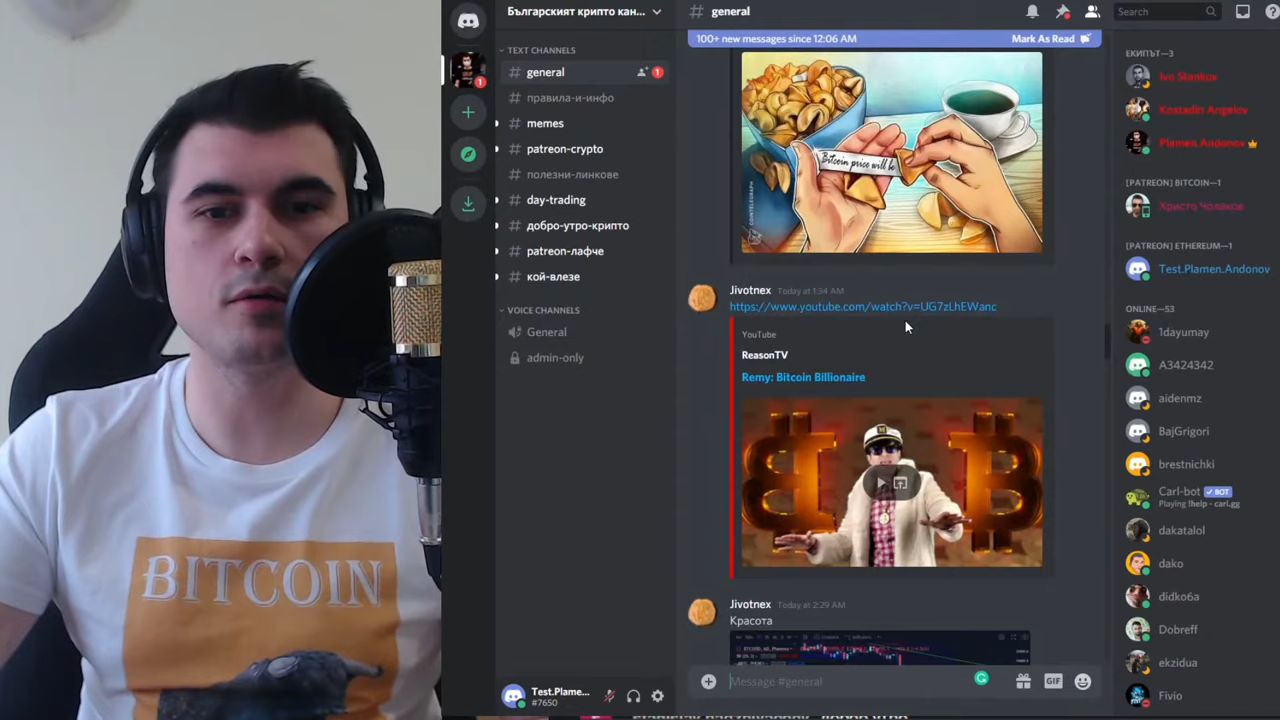 BITCOIN
Българският крипто кан...
TEXT CHANNELS
general
1
1
правила-и-инфо
memes
patreon-crypto
полезни-линкове
day-trading
добро-утро-крипто
patreon-лафче
кой-влезе
VOICE CHANNELS
General
admin-only
Test.Plame...
#7650
# general
Search
100+ new messages since 12:06 AM
Mark As Read
Bitcoin price will be
COINTELEGRAPH
Jivotnex Today at 1:34 AM
https://www.youtube.com/watch?v=UG7zLhEWanc
YouTube
ReasonTV
Remy: Bitcoin Billionaire
Jivotnex Today at 2:29 AM
Красота
Message #general
GIF
ЕКИПЪТ—3
Ivo Stankov
Kostadin Angelov
Plamen.Andonov
[PATREON] BITCOIN—1
Христо Чолаков
[PATREON] ETHEREUM—1
Test.Plamen.Andonov
ONLINE—53
1dayumay
A3424342
aidenmz
BajGrigori
brestnichki
Carl-bot BOT
Playing !help - carl.gg
dakatalol
dako
didko6a
Dobreff
ekzidua
Fivio